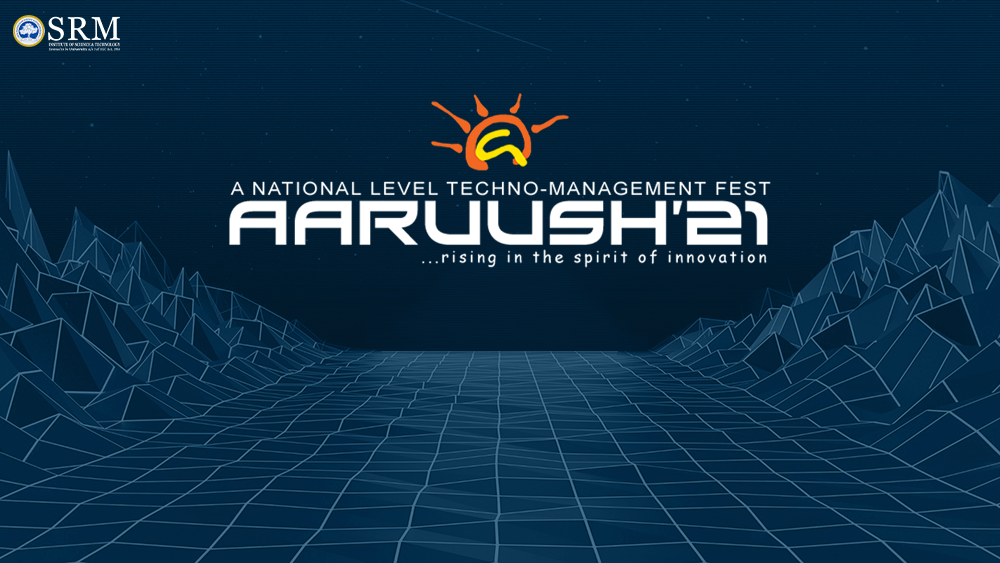 SRM
INSTITUTE OF SCIENCE & TECHNOLOGY
A NATIONAL LEVEL TECHNO-MANAGEMENT FEST
AARUUSH'21
...rising in the spirit of innovation